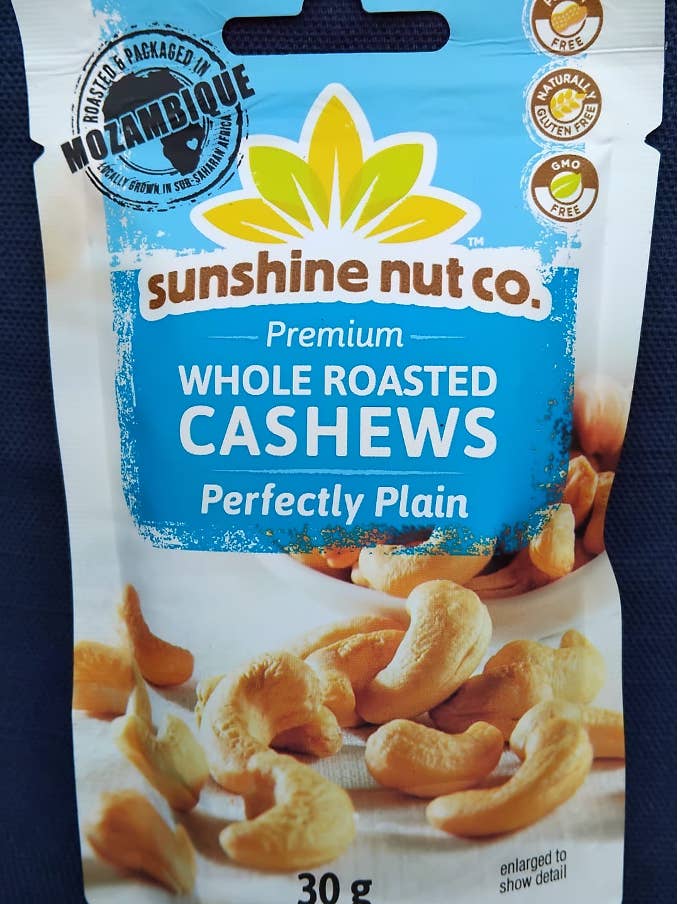 ROASTED & PACKAGED IN
MOZAMBIQUE
LOCALLY GROWN IN SUB-SAHARAN AFRICA
FREE
NATURALLY
GLUTEN FREE
GMO
FREE
TM
sunshine nut co.
Premium
WHOLE ROASTED
CASHEWS
Perfectly Plain
30 g
enlarged to
show detail